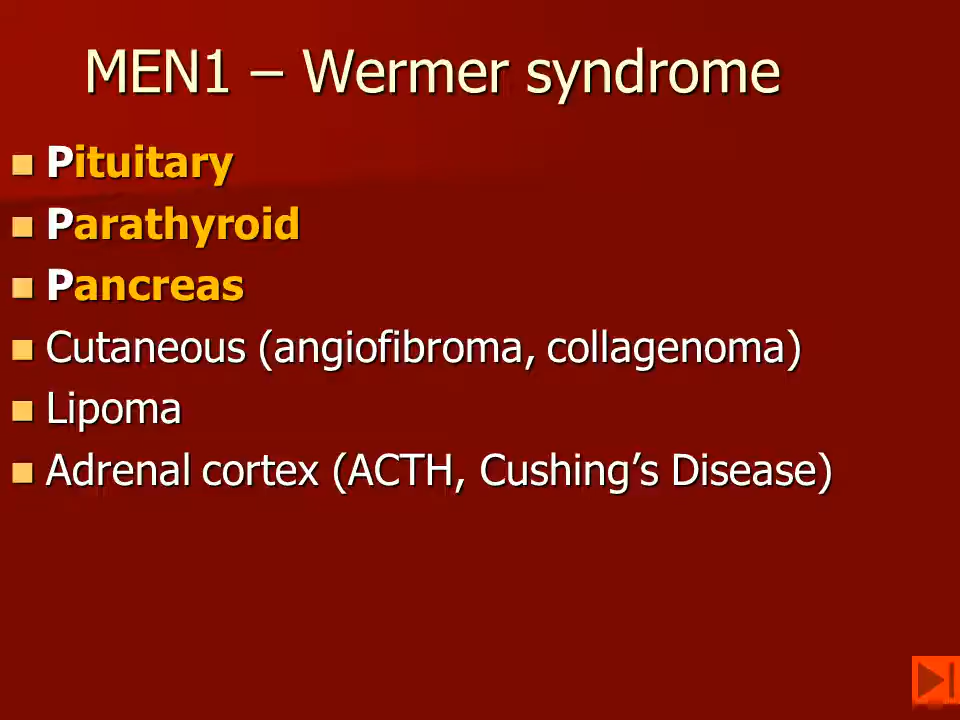 MEN1 – Wermer syndrome
Pituitary
Parathyroid
Pancreas
Cutaneous (angiofibroma, collagenoma)
Lipoma
Adrenal cortex (ACTH, Cushing’s Disease)